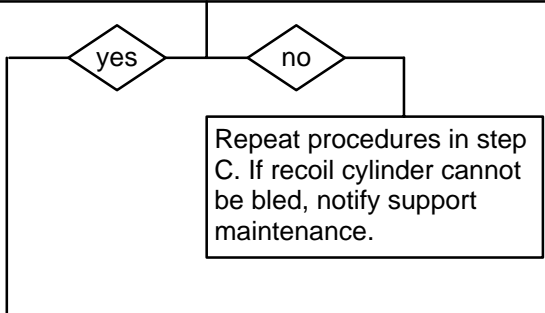 yes
no
Repeat procedures in step
C. If recoil cylinder cannot
be bled, notify support
maintenance.